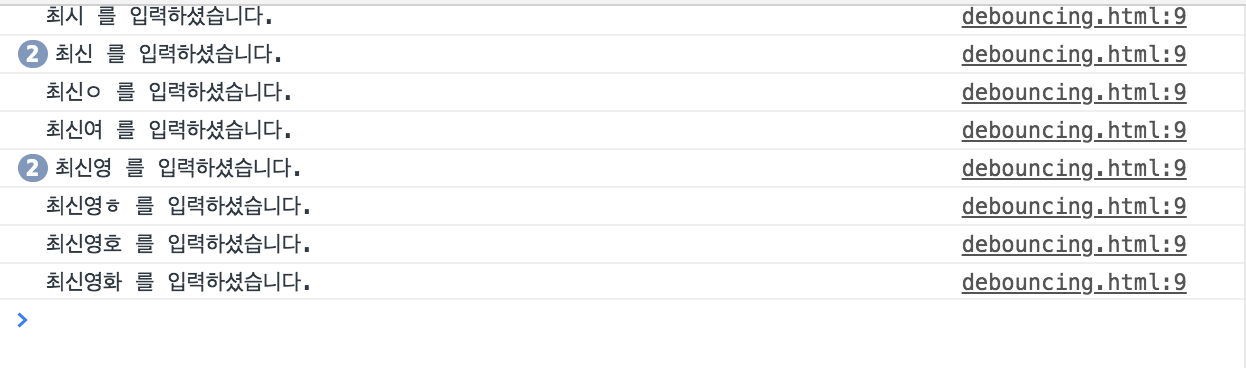 최시 를 입력하셨습니다. debouncing.html:9
2 최신 를 입력하셨습니다. debouncing.html:9
최신ㅇ 를 입력하셨습니다. debouncing.html:9
최신여 를 입력하셨습니다. debouncing.html:9
2 최신영 를 입력하셨습니다. debouncing.html:9
최신영ㅎ 를 입력하셨습니다. debouncing.html:9
최신영호 를 입력하셨습니다. debouncing.html:9
최신영화 를 입력하셨습니다. debouncing.html:9
>